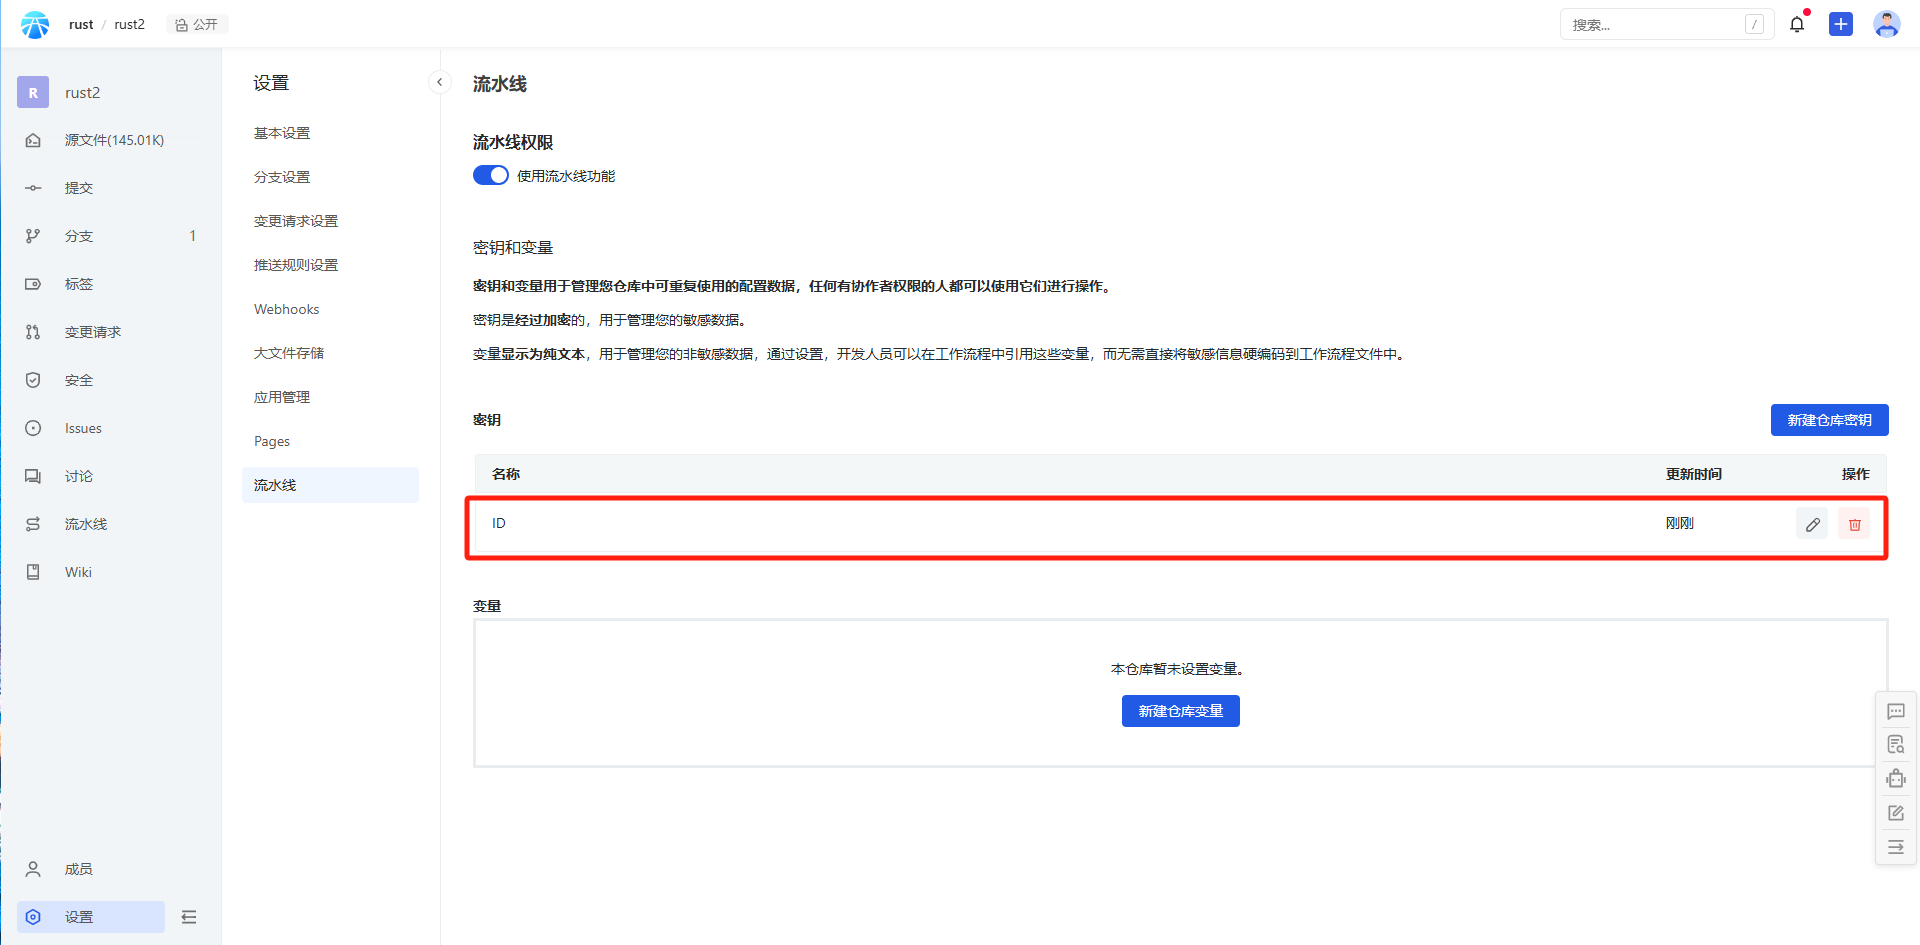 rust / rust2 公开
搜索... /
R rust2
源文件(145.01K)
提交
分支 1
标签
变更请求
安全
Issues
讨论
流水线
Wiki
成员
设置
设置
基本设置
分支设置
变更请求设置
推送规则设置
Webhooks
大文件存储
应用管理
Pages
流水线
流水线
流水线权限
使用流水线功能
密钥和变量
密钥和变量用于管理您仓库中可重复使用的配置数据，任何有协作者权限的人都可以使用它们进行操作。
密钥是经过加密的，用于管理您的敏感数据。
变量显示为纯文本，用于管理您的非敏感数据，通过设置，开发人员可以在工作流程中引用这些变量，而无需直接将敏感信息硬编码到工作流程文件中。
密钥 新建仓库密钥
名称 更新时间 操作
ID 刚刚
变量
本仓库暂未设置变量。
新建仓库变量